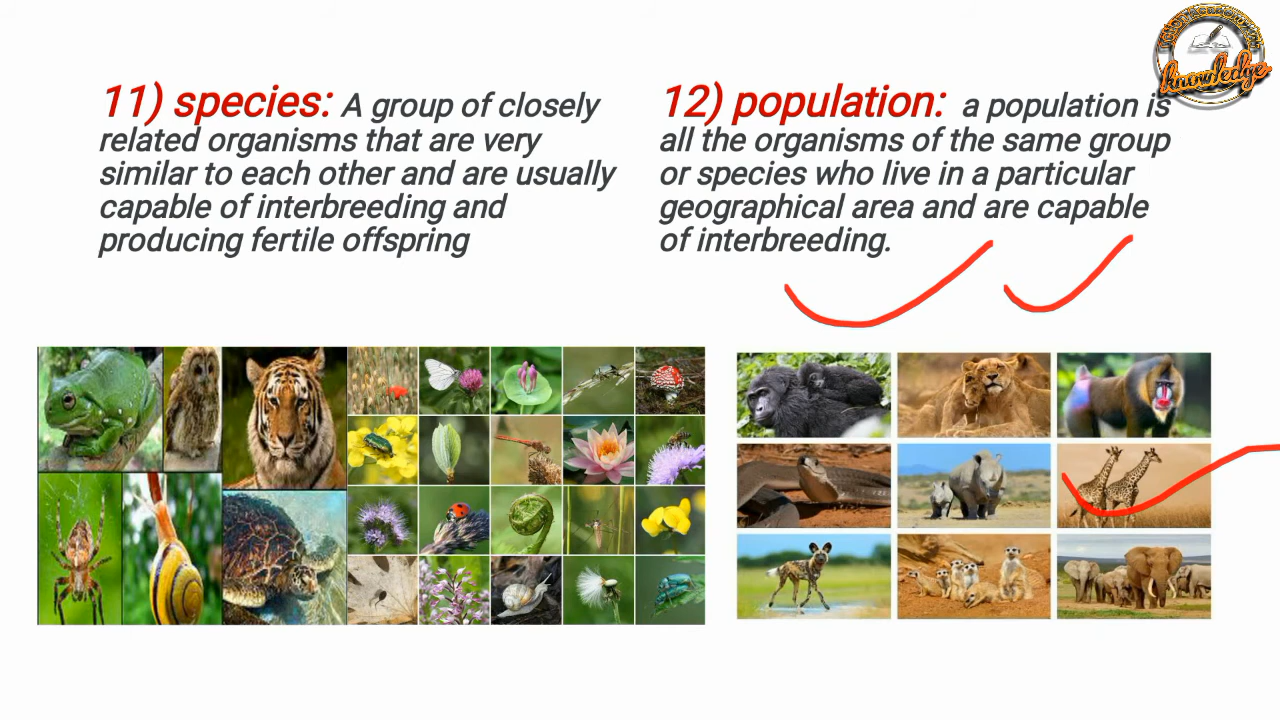 11) species: A group of closely
related organisms that are very
similar to each other and are usually
capable of interbreeding and
producing fertile offspring
12) population: a population is
all the organisms of the same group
or species who live in a particular
geographical area and are capable
of interbreeding.
knowledge